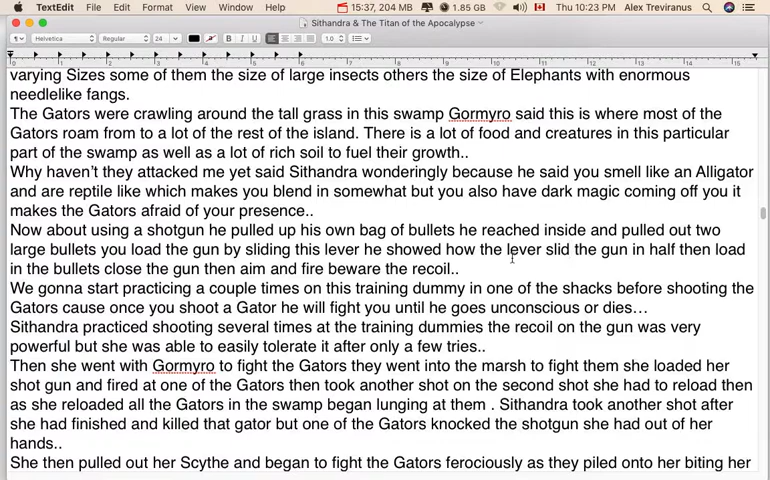 TextEdit File Edit Format View Window Help 15:37, 204 MB 1.85 GB Thu 10:23 PM Alex Treviranus
Sithandra & The Titan of the Apocalypse
¶ Helvetica Regular 24 a B I U 1.0
0 1 2 3 4 5 6 7 8 9 10 11 12 13 14 15
varying Sizes some of them the size of large insects others the size of Elephants with enormous
needlelike fangs.
The Gators were crawling around the tall grass in this swamp Gormyro said this is where most of the
Gators roam from to a lot of the rest of the island. There is a lot of food and creatures in this particular
part of the swamp as well as a lot of rich soil to fuel their growth..
Why haven't they attacked me yet said Sithandra wonderingly because he said you smell like an Alligator
and are reptile like which makes you blend in somewhat but you also have dark magic coming off you it
makes the Gators afraid of your presence..
Now about using a shotgun he pulled up his own bag of bullets he reached inside and pulled out two
large bullets you load the gun by sliding this lever he showed how the lever slid the gun in half then load
in the bullets close the gun then aim and fire beware the recoil..
We gonna start practicing a couple times on this training dummy in one of the shacks before shooting the
Gators cause once you shoot a Gator he will fight you until he goes unconscious or dies…
Sithandra practiced shooting several times at the training dummies the recoil on the gun was very
powerful but she was able to easily tolerate it after only a few tries..
Then she went with Gormyro to fight the Gators they went into the marsh to fight them she loaded her
shot gun and fired at one of the Gators then took another shot on the second shot she had to reload then
as she reloaded all the Gators in the swamp began lunging at them . Sithandra took another shot after
she had finished and killed that gator but one of the Gators knocked the shotgun she had out of her
hands..
She then pulled out her Scythe and began to fight the Gators ferociously as they piled onto her biting her